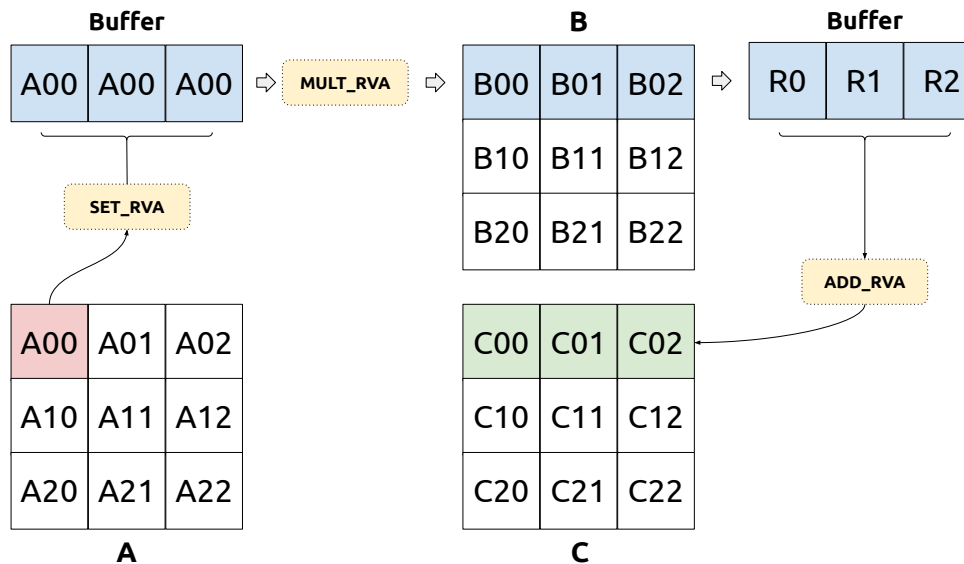 Buffer
B
Buffer
A00 A00 A00
MULT_RVA
B00 B01 B02
R0 R1 R2
B10 B11 B12
SET_RVA
B20 B21 B22
ADD_RVA
A00 A01 A02
C00 C01 C02
A10 A11 A12
C10 C11 C12
A20 A21 A22
C20 C21 C22
A
C